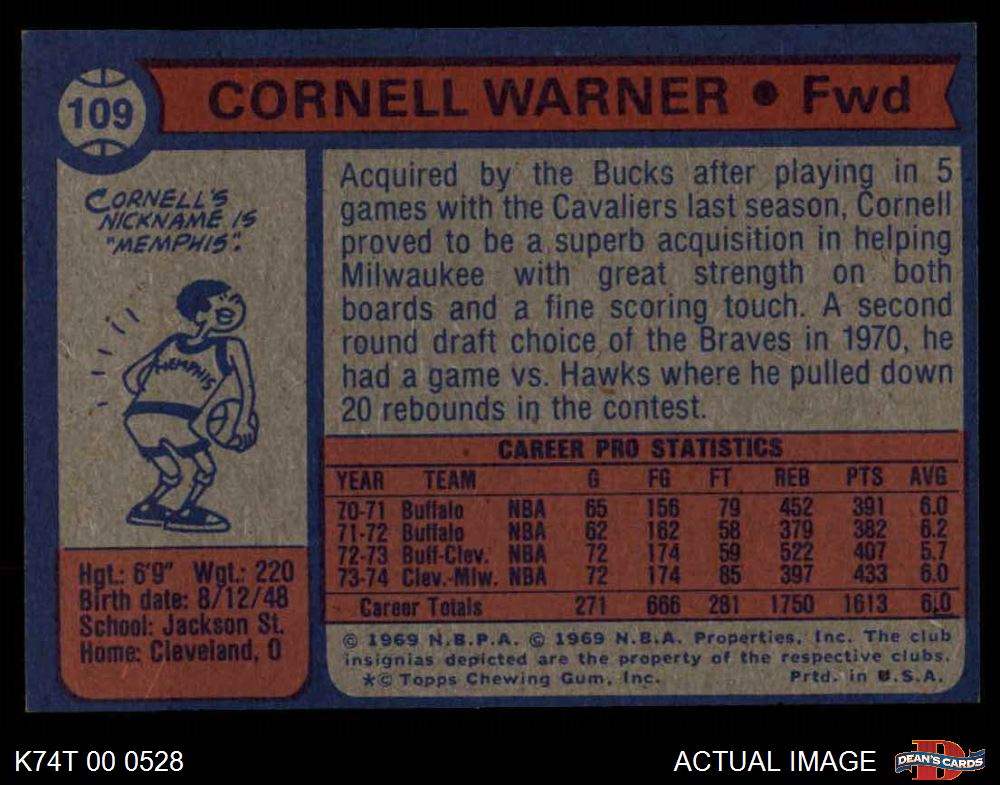 109
CORNELL WARNER • Fwd
CORNELL'S
NICKNAME IS
"MEMPHIS".
MEMPHIS
Acquired by the Bucks after playing in 5
games with the Cavaliers last season, Cornell
proved to be a superb acquisition in helping
Milwaukee with great strength on both
boards and a fine scoring touch. A second
round draft choice of the Braves in 1970, he
had a game vs. Hawks where he pulled down
20 rebounds in the contest.
CAREER PRO STATISTICS
YEAR TEAM G FG FT REB PTS AVG
70-71 Buffalo NBA 65 156 79 452 391 6.0
71-72 Buffalo NBA 62 162 58 379 382 6.2
72-73 Buff-Clev. NBA 72 174 59 522 407 5.7
73-74 Clev.-Mlw. NBA 72 174 85 397 433 6.0
Career Totals 271 666 281 1750 1613 6.0
Hgt.: 6'9" Wgt.: 220
Birth date: 8/12/48
School: Jackson St.
Home: Cleveland, O
© 1969 N.B.P.A. © 1969 N.B.A. Properties, Inc. The club
insignias depicted are the property of the respective clubs.
*© Topps Chewing Gum, Inc. Prtd. in U.S.A.
K74T 00 0528
ACTUAL IMAGE
D
DEAN'S CARDS